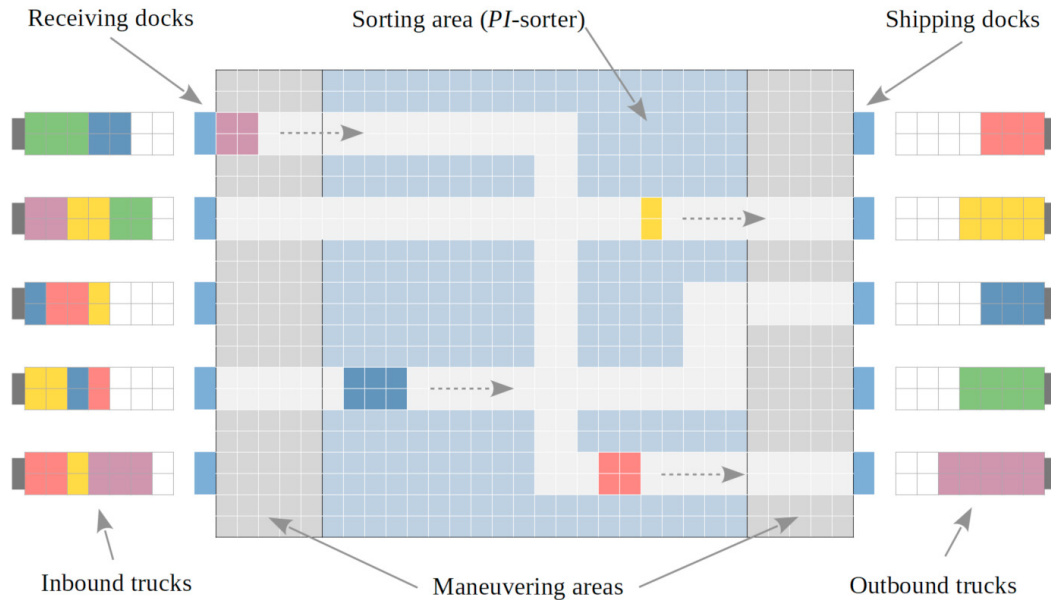 Receiving docks
Sorting area (PI-sorter)
Shipping docks
Inbound trucks
Maneuvering areas
Outbound trucks